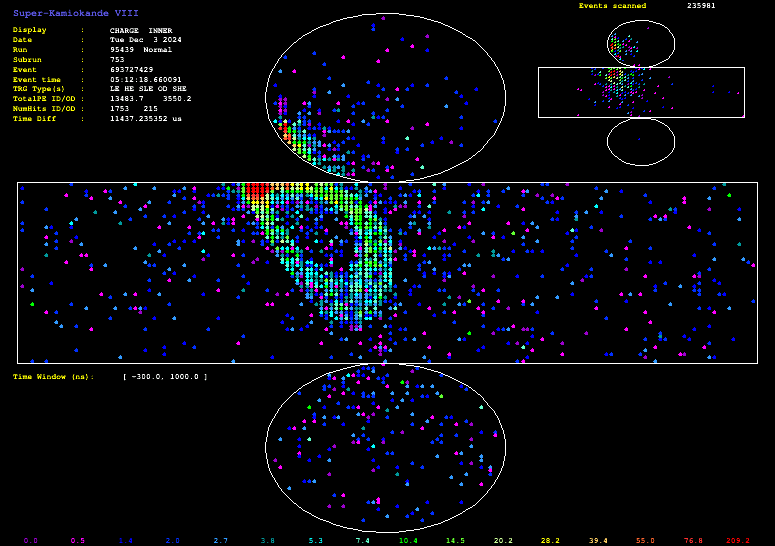 Super-Kamiokande VIII
Events scanned 235981
Display : CHARGE INNER
Date : Tue Dec 3 2024
Run : 95439 Normal
Subrun : 753
Event : 693727429
Event time : 05:12:18.660091
TRG Type(s) : LE HE SLE OD SHE
TotalPE ID/OD : 13483.7 3550.2
NumHits ID/OD : 1753 215
Time Diff : 11437.235352 us
Time Window (ns): [ -300.0, 1000.0 ]
0.0 0.5 2.0 2.7 3.8 5.3 7.4 10.4 14.5 20.2 28.2 39.4 55.0 76.8 209.2